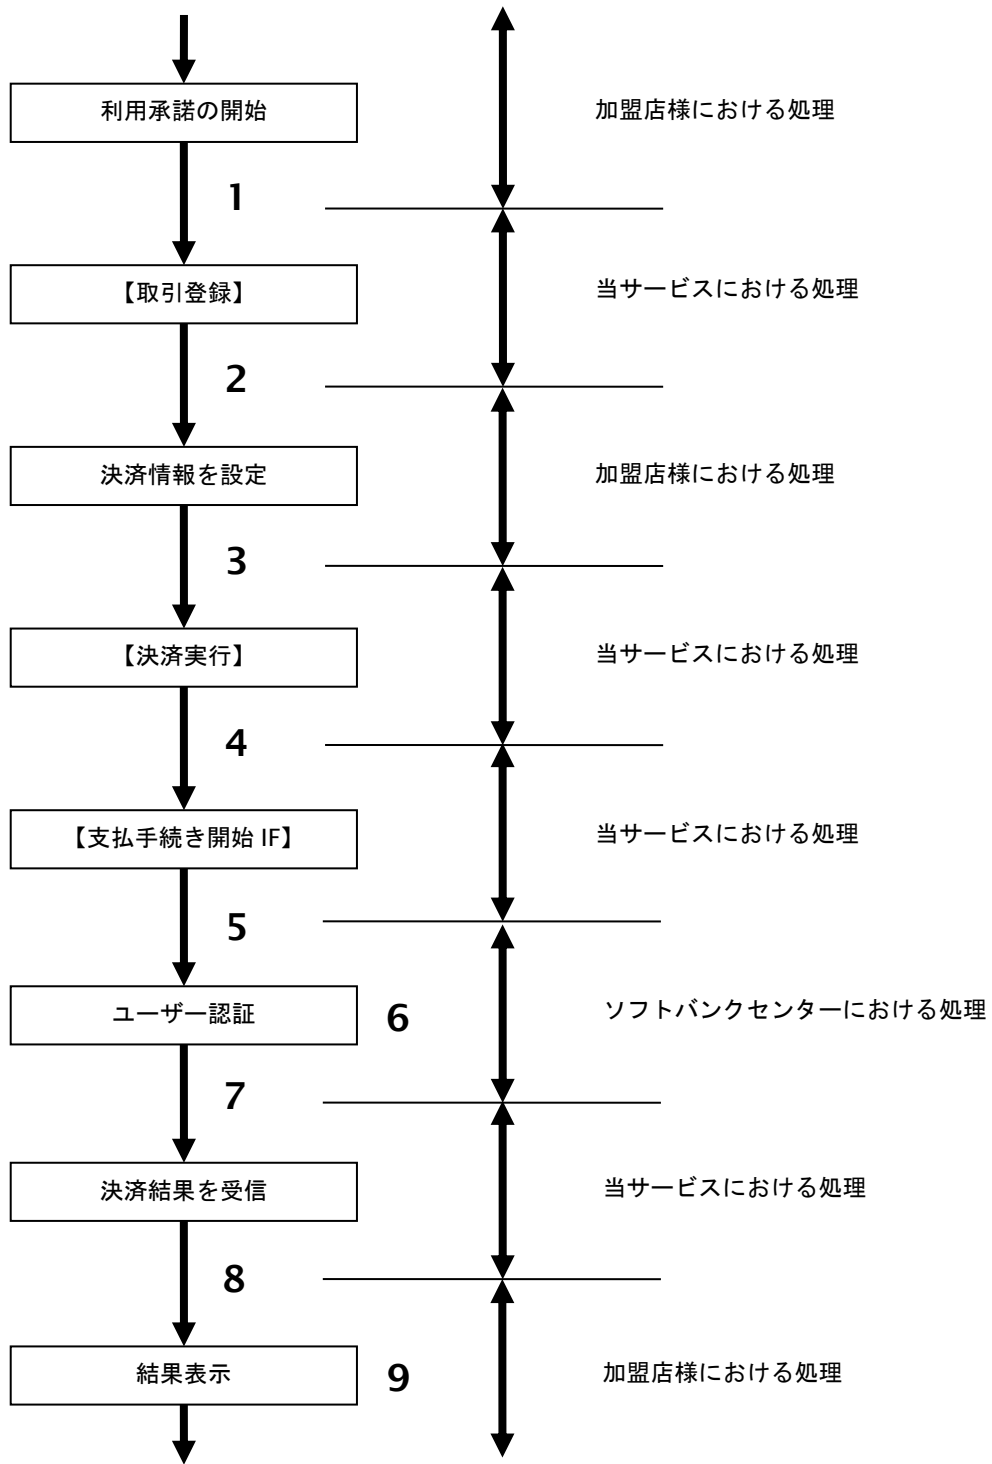 利用承諾の開始
加盟店様における処理
1
【取引登録】
当サービスにおける処理
2
決済情報を設定
加盟店様における処理
3
【決済実行】
当サービスにおける処理
4
【支払手続き開始 IF】
当サービスにおける処理
5
ユーザー認証
6
ソフトバンクセンターにおける処理
7
決済結果を受信
当サービスにおける処理
8
結果表示
9
加盟店様における処理